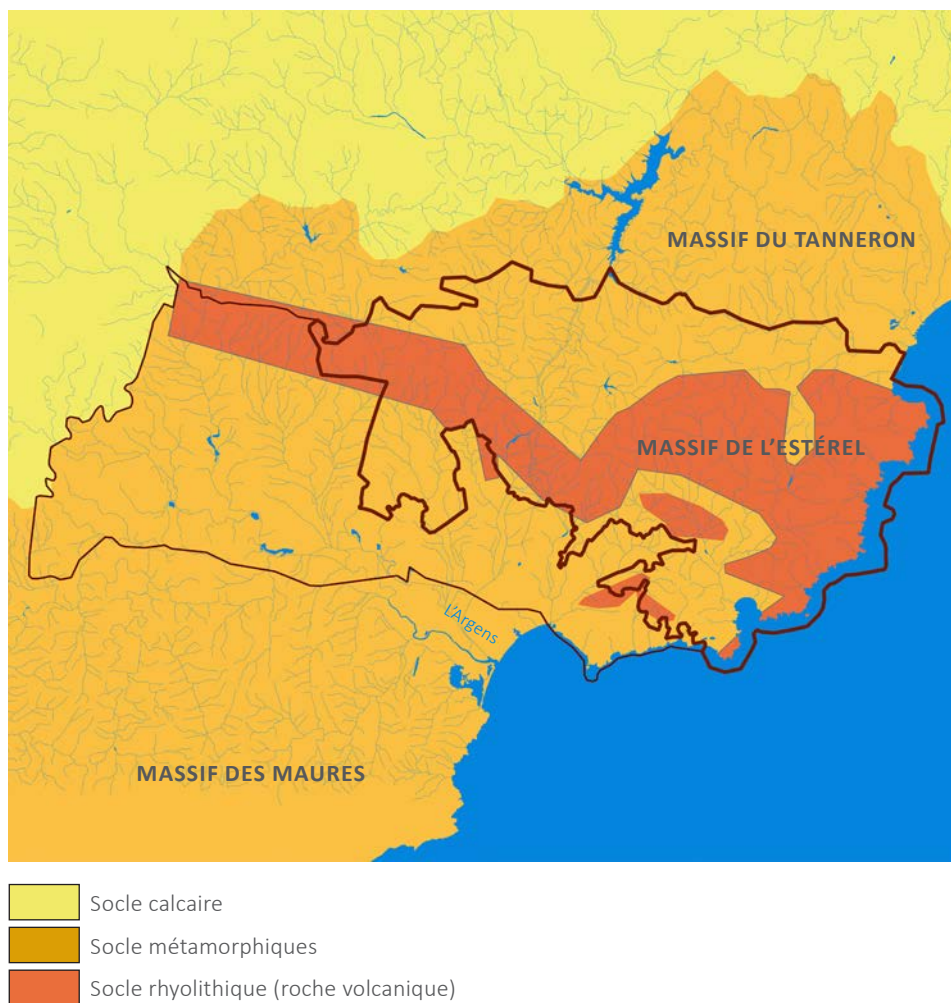 MASSIF DU TANNERON
MASSIF DE L'ESTÉREL
L'Argens
MASSIF DES MAURES
Socle calcaire
Socle métamorphiques
Socle rhyolithique (roche volcanique)